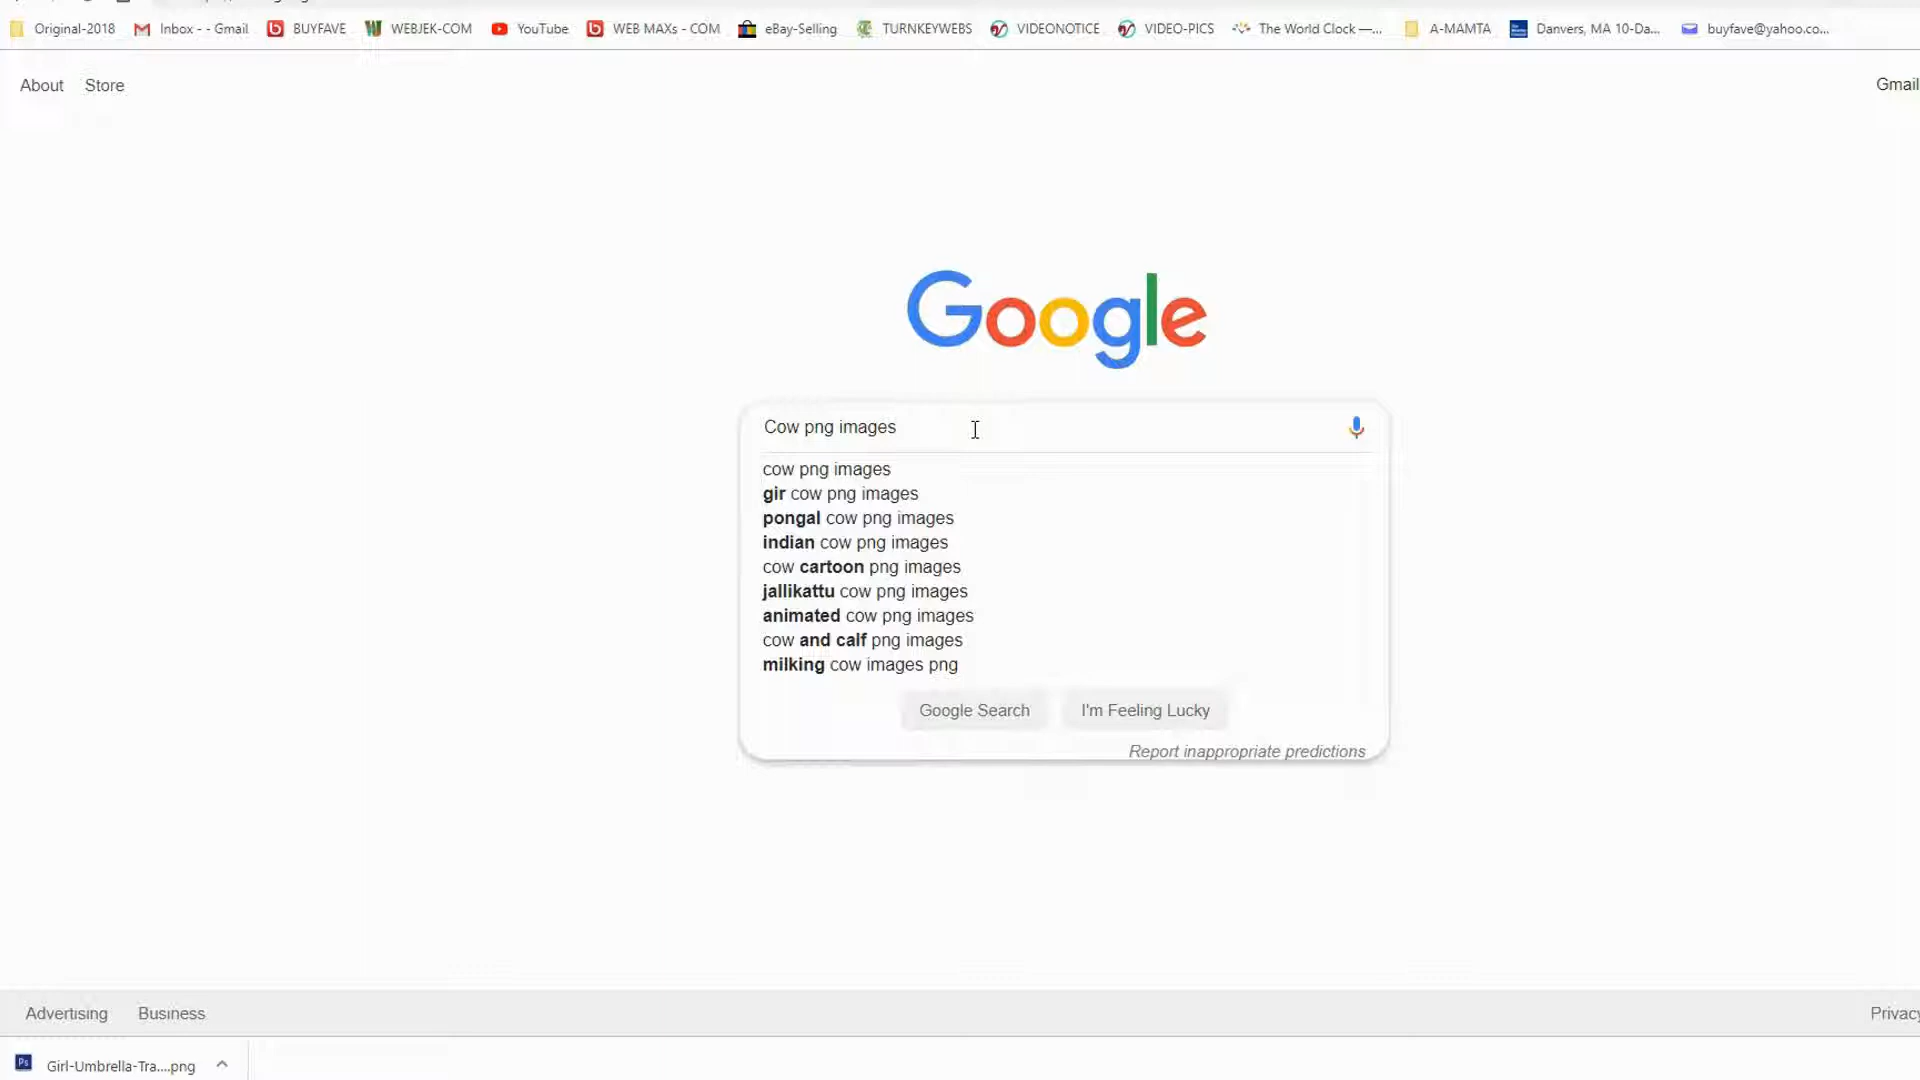 Original-2018 Inbox - - Gmail BUYFAVE WEBJEK-COM YouTube WEB MAXs - COM eBay-Selling TURNKEYWEBS VIDEONOTICE VIDEO-PICS The World Clock —... A-MAMTA Danvers, MA 10-Da... buyfave@yahoo.co...
About Store Gmail
Google
Cow png images
cow png images
gir cow png images
pongal cow png images
indian cow png images
cow cartoon png images
jallikattu cow png images
animated cow png images
cow and calf png images
milking cow images png
Google Search I'm Feeling Lucky
Report inappropriate predictions
Advertising Business Privacy
Ps Girl-Umbrella-Tra....png